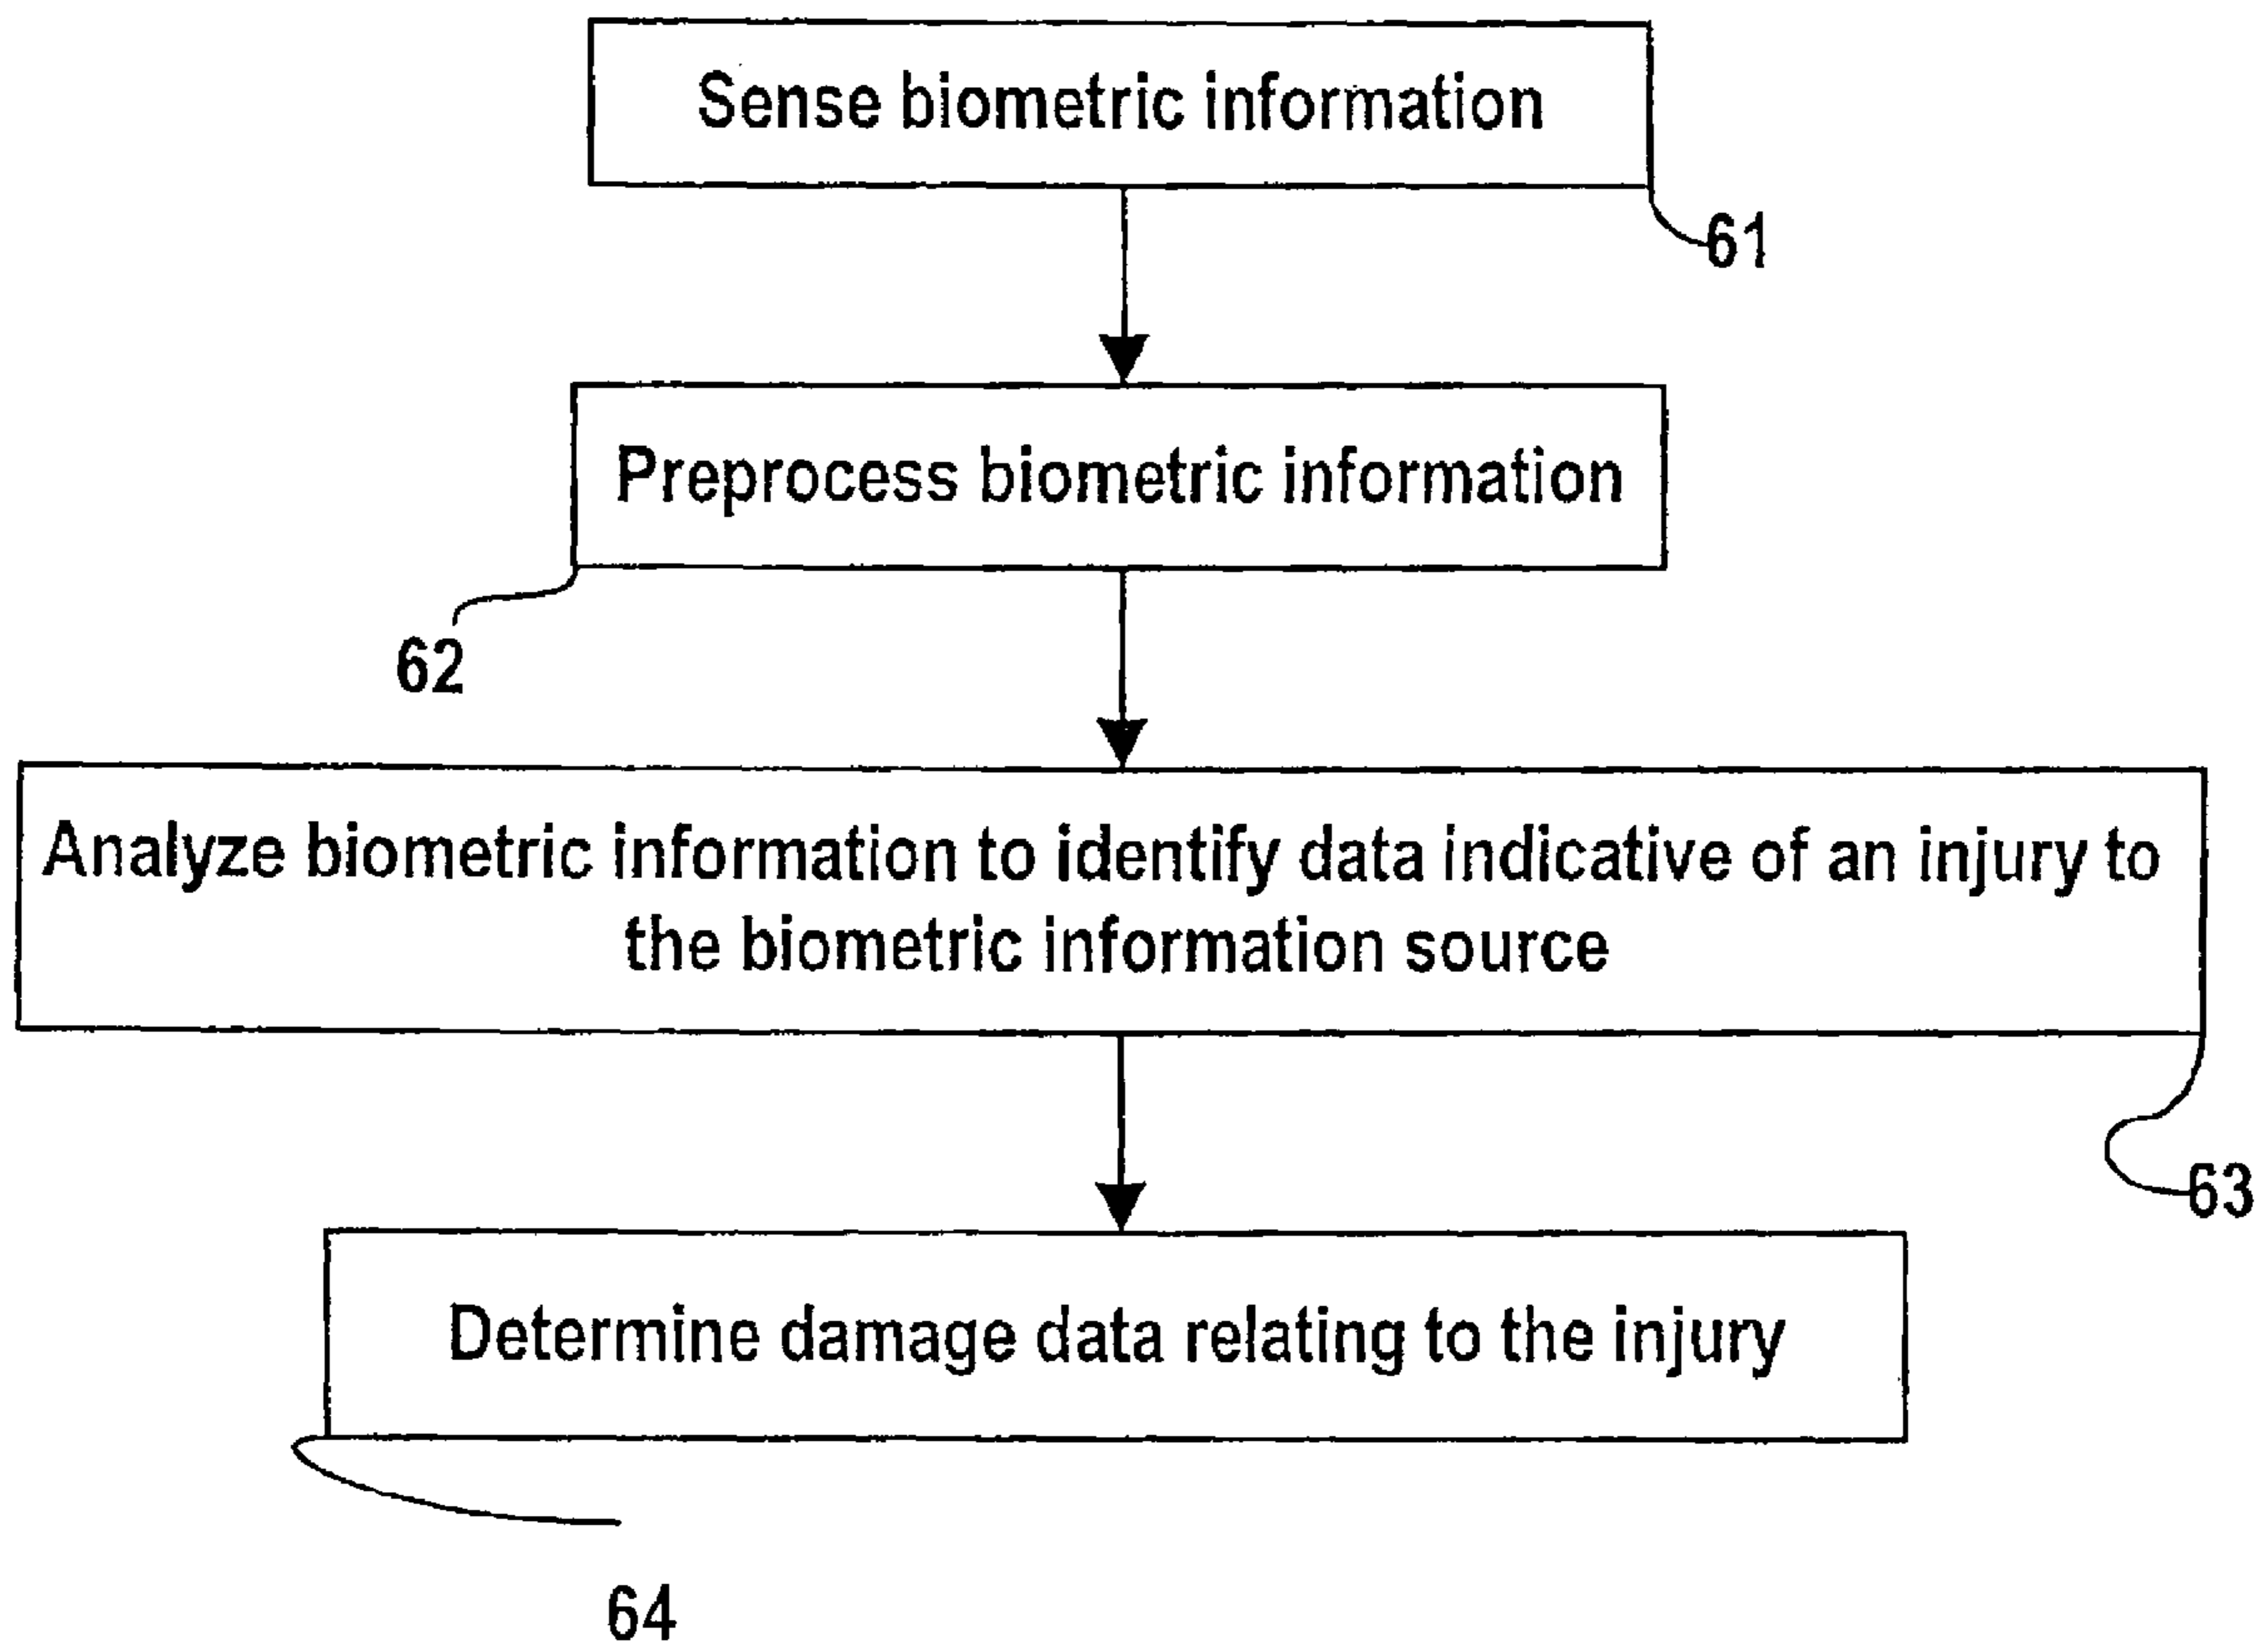 Sense biometric information
61
Preprocess biometric information
62
Analyze biometric information to identify data indicative of an injury to
the biometric information source
63
Determine damage data relating to the injury
64